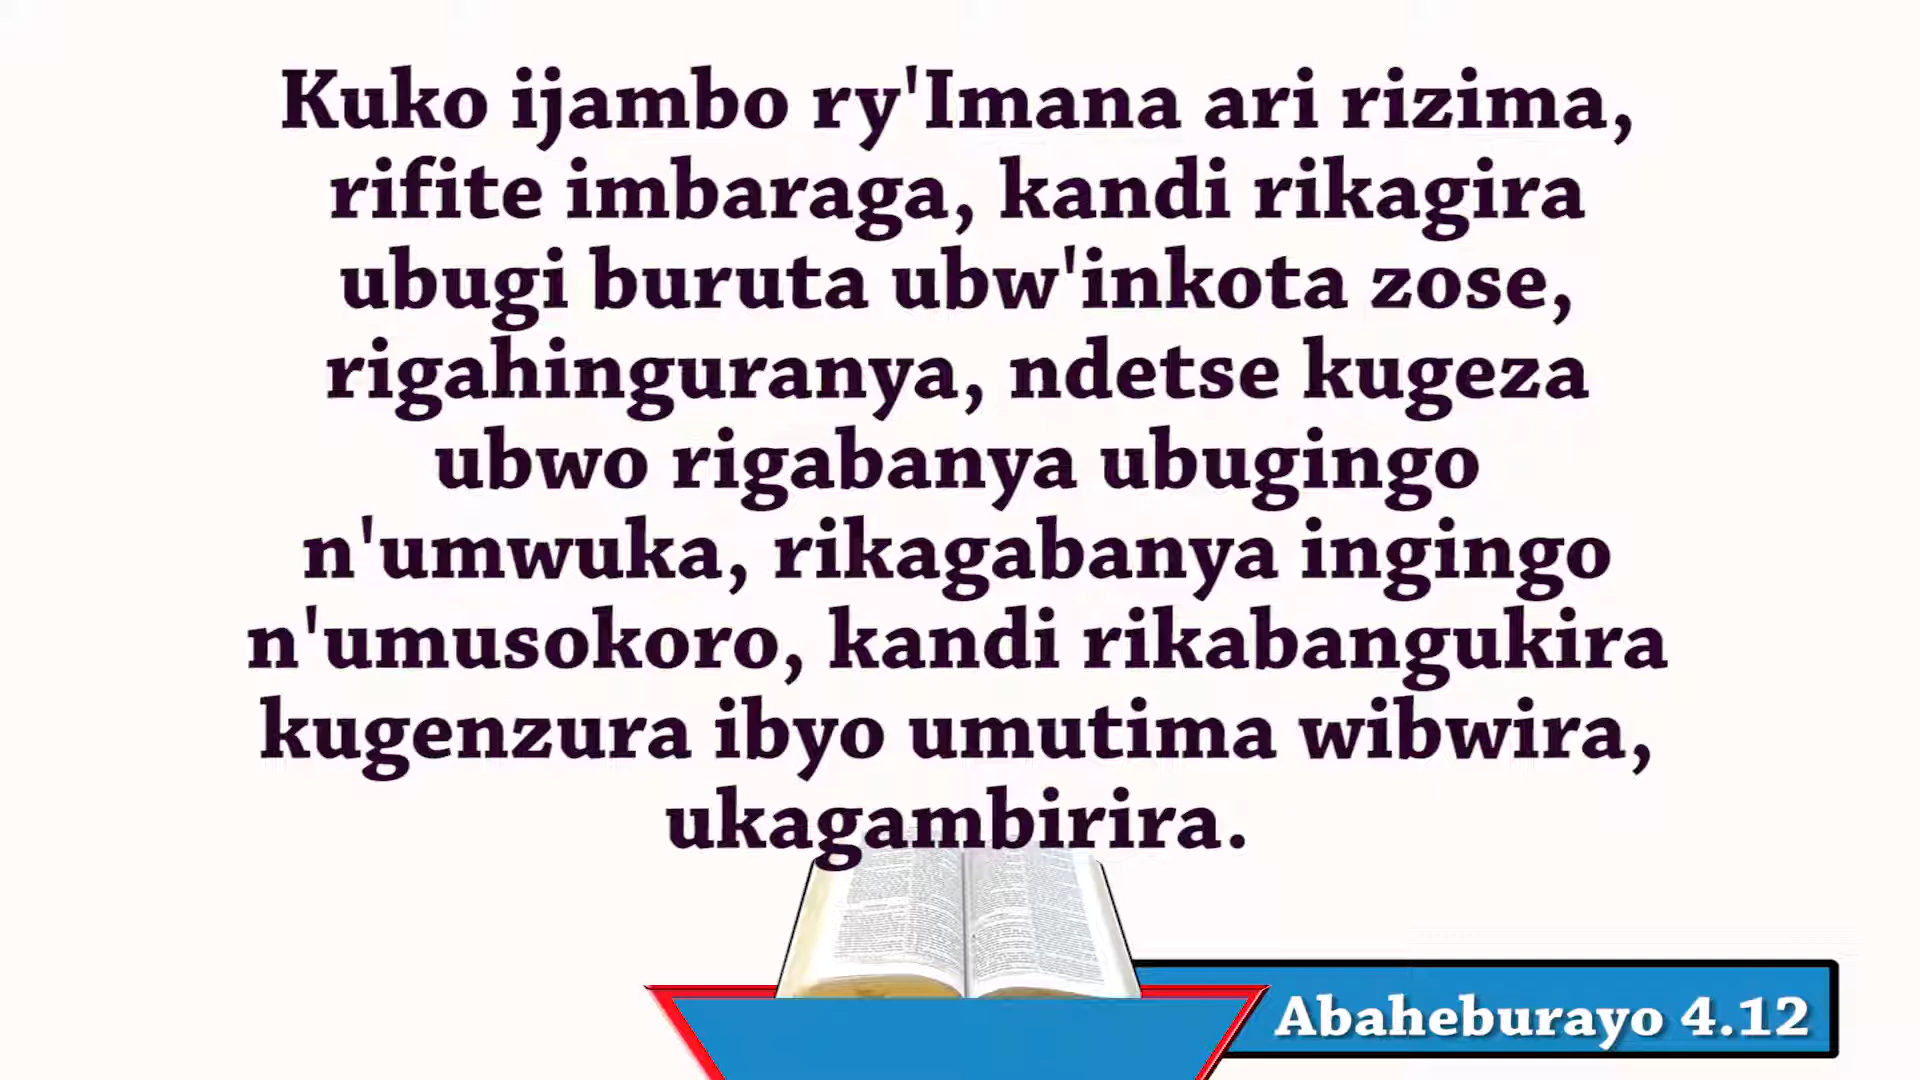 Kuko ijambo ry'Imana ari rizima,
rifite imbaraga, kandi rikagira
ubugi buruta ubw'inkota zose,
rigahinguranya, ndetse kugeza
ubwo rigabanya ubugingo
n'umwuka, rikagabanya ingingo
n'umusokoro, kandi rikabangukira
kugenzura ibyo umutima wibwira,
ukagambirira.
Abaheburayo 4.12